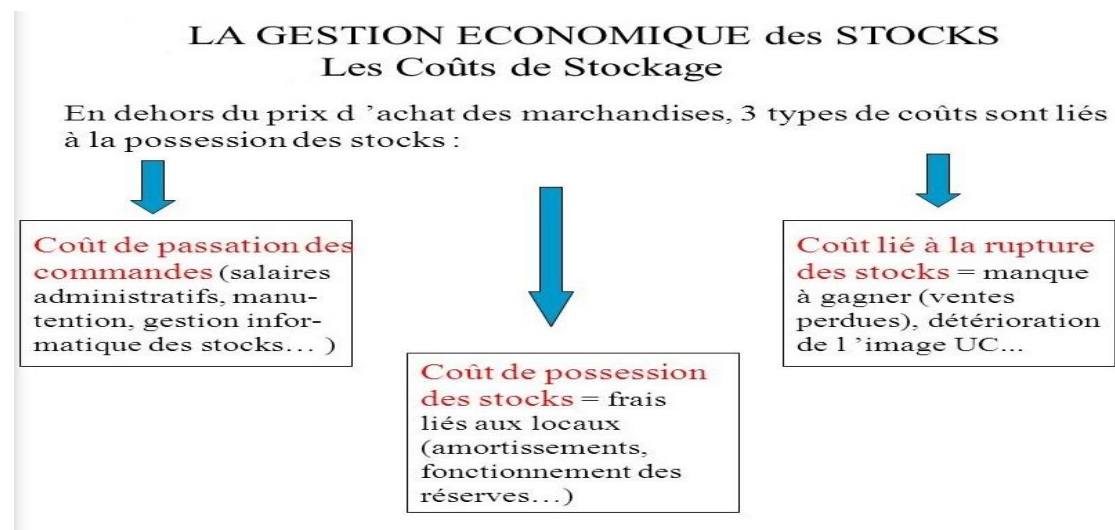 LA GESTION ECONOMIQUE des STOCKS
Les Coûts de Stockage
En dehors du prix d ’achat des marchandises, 3 types de coûts sont liés
à la possession des stocks :
Coût de passation des
commandes (salaires
administratifs, manu-
tention, gestion infor-
matique des stocks… )
Coût de possession
des stocks = frais
liés aux locaux
(amortissements,
fonctionnement des
réserves…)
Coût lié à la rupture
des stocks = manque
à gagner (ventes
perdues), détérioration
de l ’image UC...